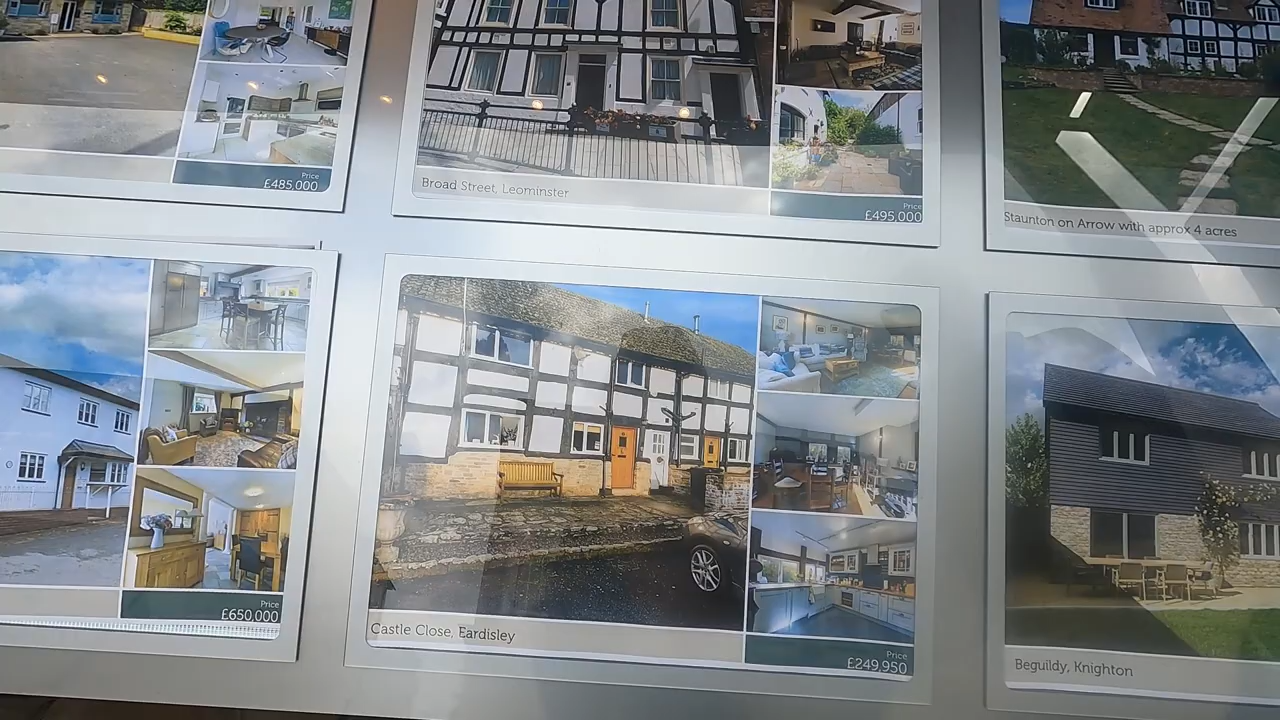 Price
£485,000
Broad Street, Leominster
Price
£495,000
Staunton on Arrow with approx 4 acres
Price
£650,000
Castle Close, Eardisley
Price
£249,950
Beguildy, Knighton